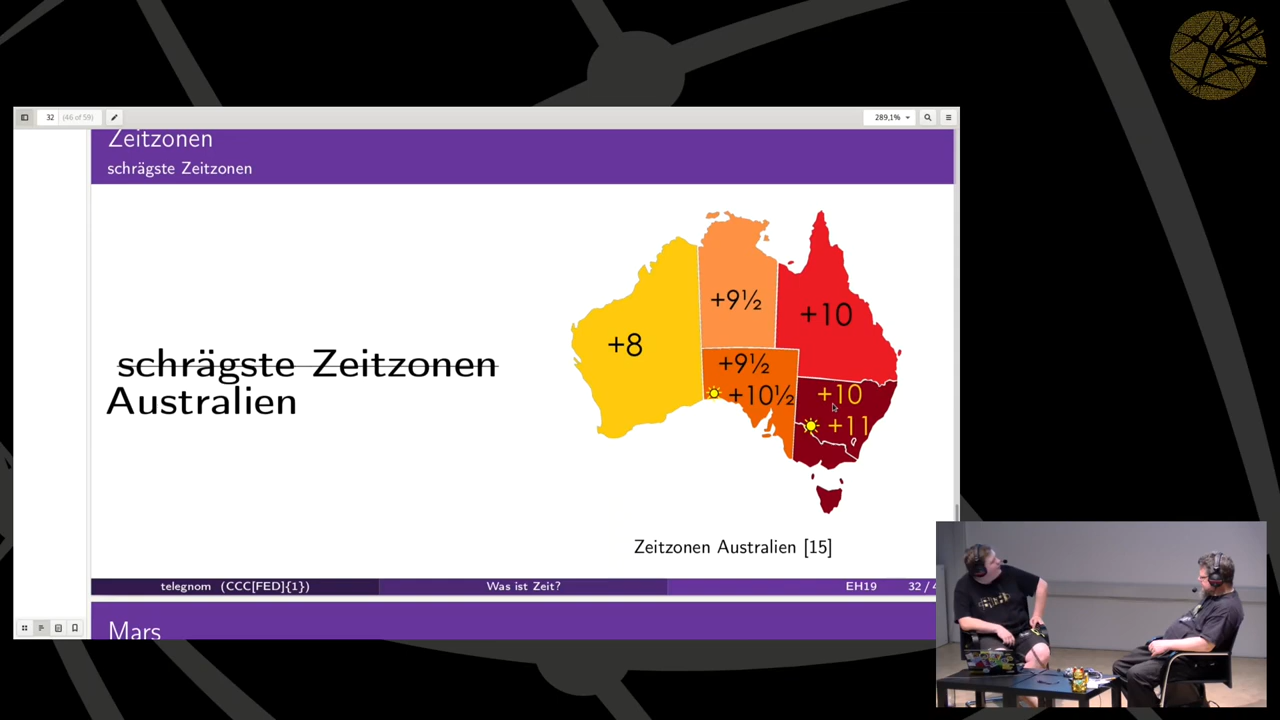 32 (46 of 59)
289,1%
Zeitzonen
schrägste Zeitzonen
schrägste Zeitzonen
Australien
+8
+9½
+10
+9½
+10½
+10
+11
Zeitzonen Australien [15]
telegnom (CCC[FED]{1})
Was ist Zeit?
EH19
32 /
Mars